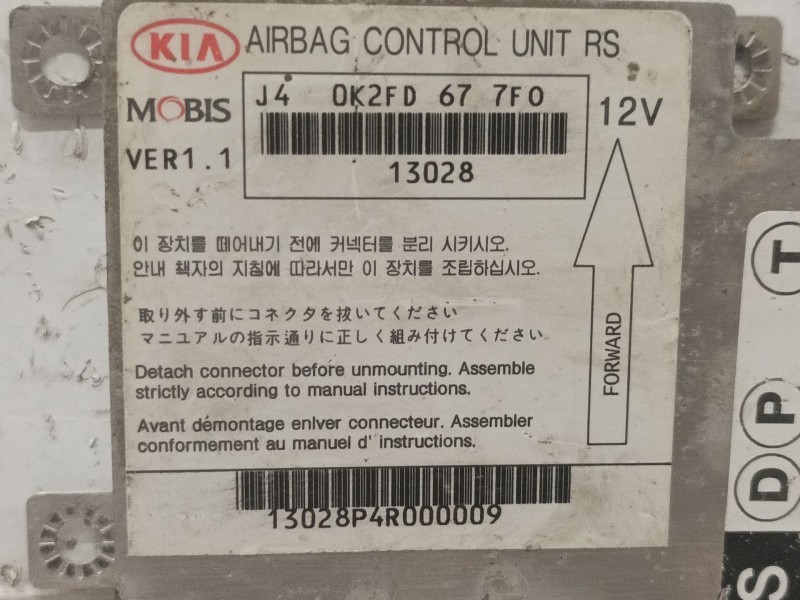 KIA AIRBAG CONTROL UNIT RS
MOBIS
J4 0K2FD 67 7F0
12V
VER1.1
13028
이 장치를 떼어내기 전에 커넥터를 분리 시키시오.
안내 책자의 지침에 따라서만 이 장치를 조립하십시오.
取り外す前にコネクタを抜いてください
マニュアルの指示通りに正しく組み付けてください
Detach connector before unmounting. Assemble
strictly according to manual instructions.
Avant démontage enlver connecteur. Assembler
conformement au manuel d' instructions.
FORWARD
13028P4R000009
T
P
D
S